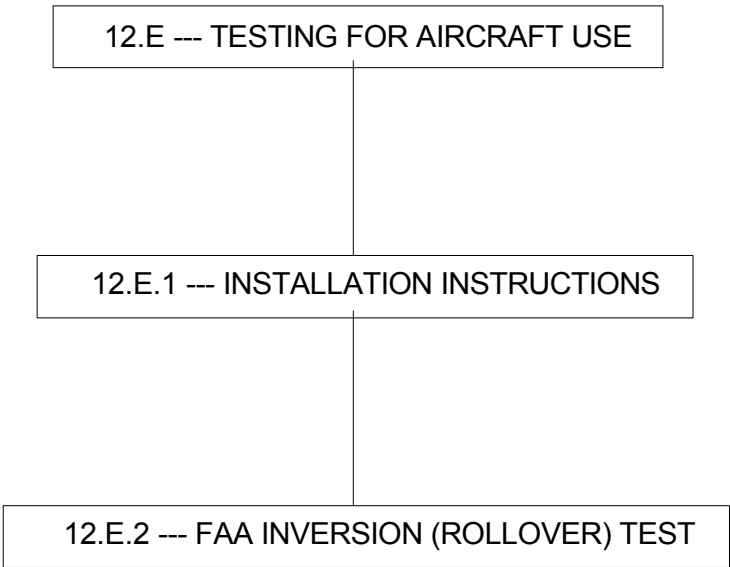 12.E --- TESTING FOR AIRCRAFT USE
12.E.1 --- INSTALLATION INSTRUCTIONS
12.E.2 --- FAA INVERSION (ROLLOVER) TEST